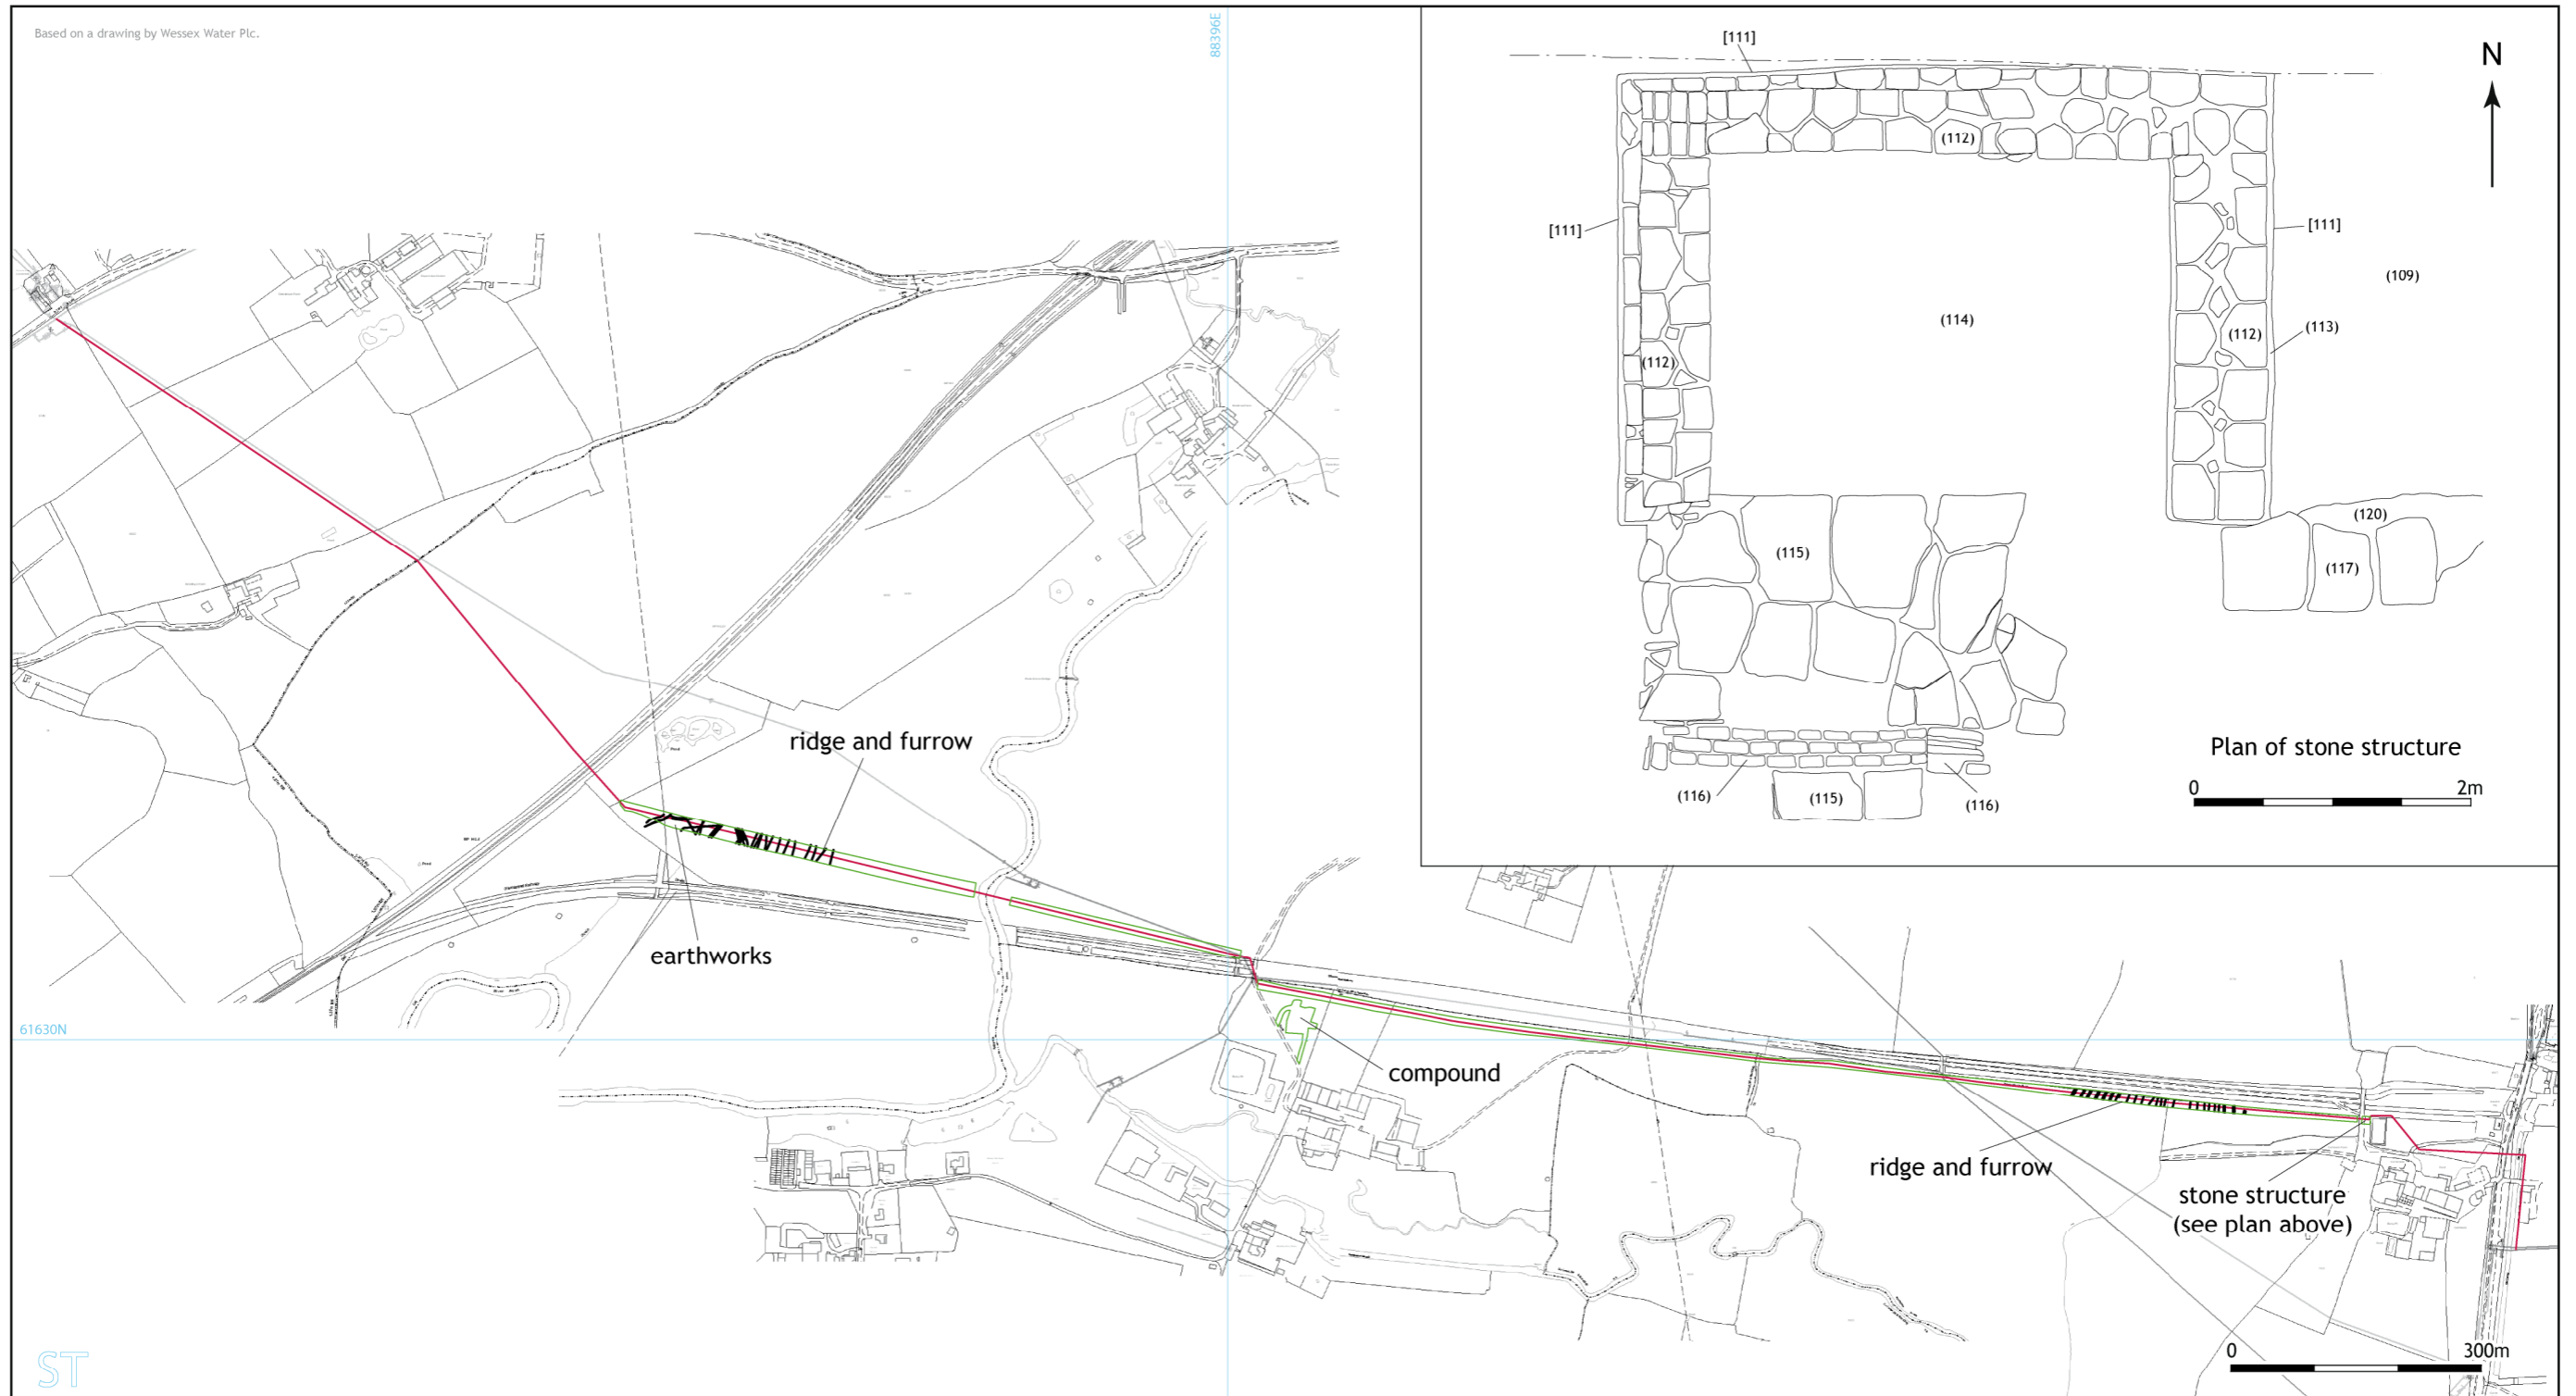 Based on a drawing by Wessex Water Plc.
88396E
[111]
N
(112)
[111]
[111]
(109)
(114)
(113)
(112)
(112)
(120)
(115)
(117)
Plan of stone structure
0 2m
(116)
(115)
(116)
ridge and furrow
earthworks
61630N
compound
ridge and furrow
stone structure
(see plan above)
0 300m
ST
Pond